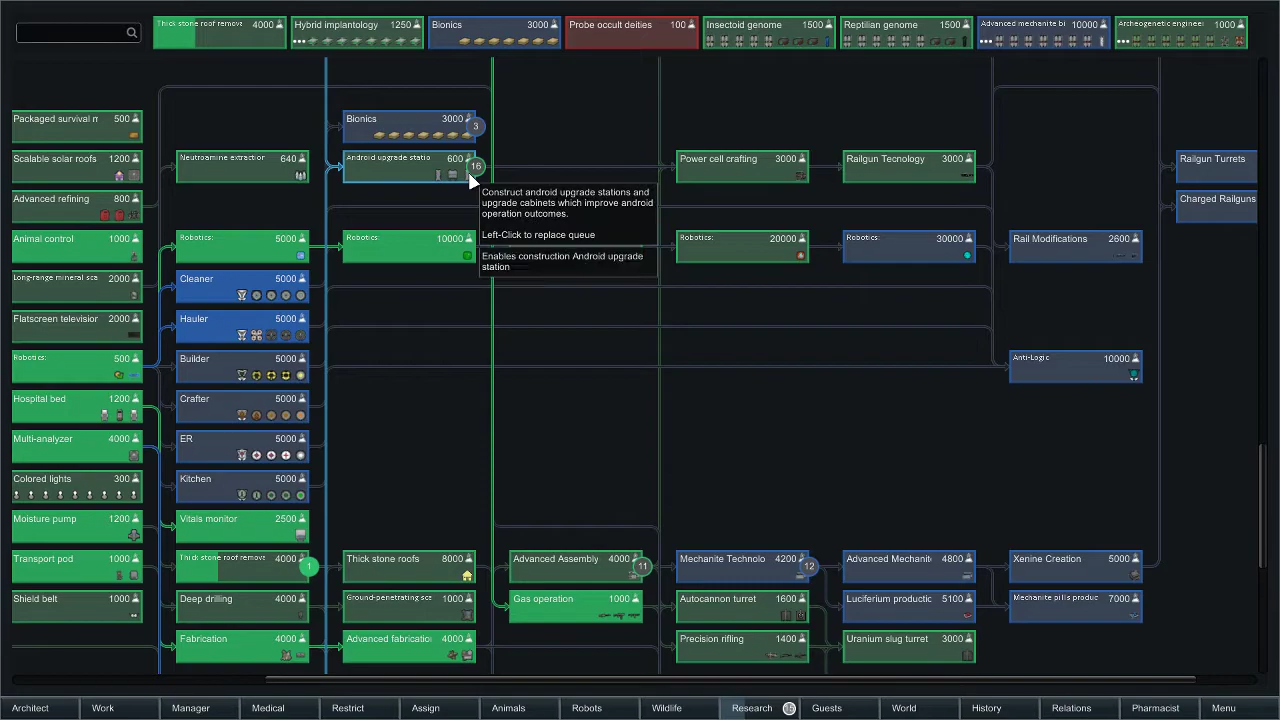 Thick stone roof remova 4000
Hybrid implantology 1250
Bionics 3000
Probe occult deities 100
Insectoid genome 1500
Reptilian genome 1500
Advanced mechanite bi 10000
Archeogenetic engineei 1000
Packaged survival m 500
Bionics 3000 3
Scalable solar roofs 1200
Neutroamine extraction 640
Android upgrade statio 600 16
Power cell crafting 3000
Railgun Tecnology 3000
Railgun Turrets
Advanced refining 800
Construct android upgrade stations and
upgrade cabinets which improve android
operation outcomes.
Left-Click to replace queue
Enables construction Android upgrade
station
Charged Railguns
Animal control 1000
Robotics: 5000
Robotics: 10000
Robotics: 20000
Robotics: 30000
Rail Modifications 2600
Long-range mineral sca 2000
Cleaner 5000
Flatscreen televisior 2000
Hauler 5000
Robotics: 500
Builder 5000
Anti-Logic 10000
Hospital bed 1200
Crafter 5000
Multi-analyzer 4000
ER 5000
Colored lights 300
Kitchen 5000
Moisture pump 1200
Vitals monitor 2500
Transport pod 1000
Thick stone roof remova 4000 1
Thick stone roofs 8000
Advanced Assembly 4000 11
Mechanite Technolo 4200 12
Advanced Mechanit 4800
Xenine Creation 5000
Shield belt 1000
Deep drilling 4000
Ground-penetrating sca 1000
Gas operation 1000
Autocannon turret 1600
Luciferium productic 5100
Mechanite pills produc 7000
Fabrication 4000
Advanced fabricatio 4000
Precision rifling 1400
Uranium slug turret 3000
Architect Work Manager Medical Restrict Assign Animals Robots Wildlife Research Guests World History Relations Pharmacist Menu